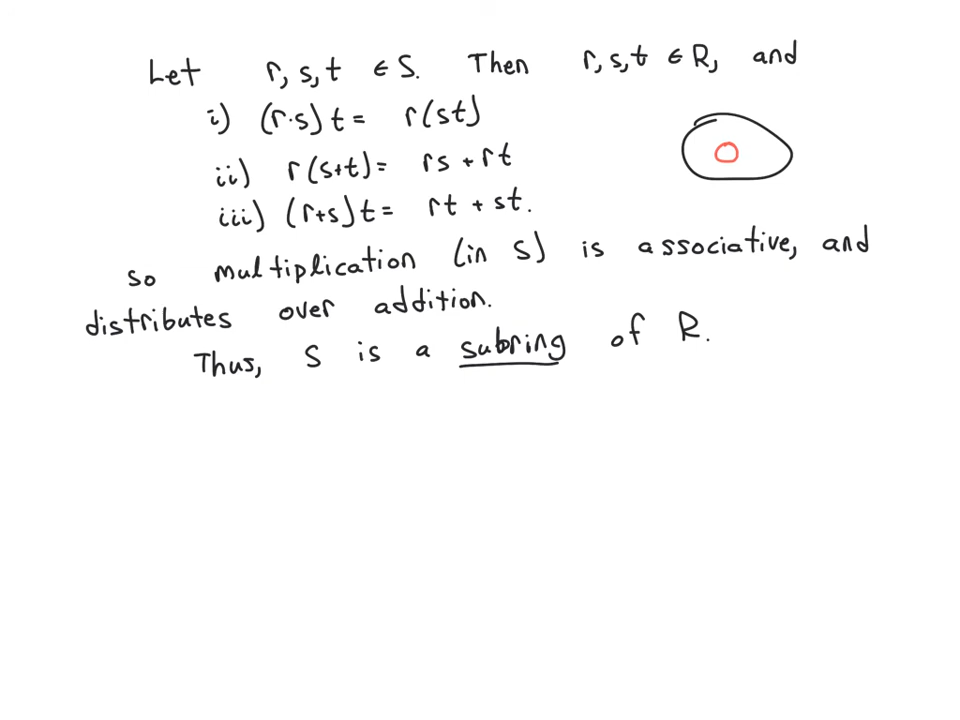 Let r, s, t ∈ S. Then r, s, t ∈ R, and
i) (r·s)t = r(st)
ii) r(s+t) = rs + rt
iii) (r+s)t = rt + st.
so multiplication (in S) is associative, and
distributes over addition.
Thus, S is a subring of R.